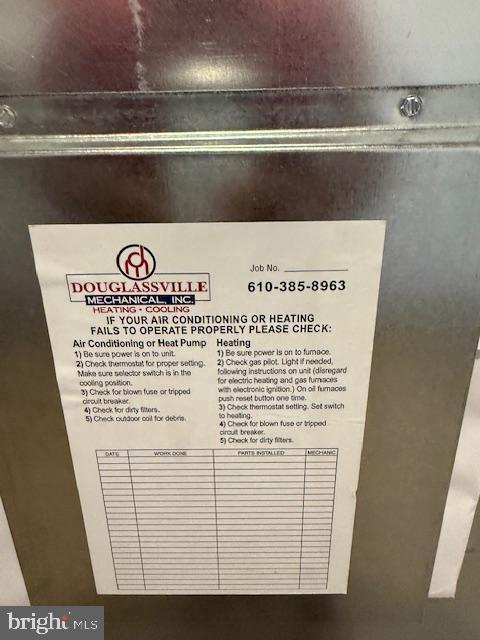 DOUGLASSVILLE
MECHANICAL, INC.
HEATING • COOLING
Job No.
610-385-8963
IF YOUR AIR CONDITIONING OR HEATING
FAILS TO OPERATE PROPERLY PLEASE CHECK:
Air Conditioning or Heat Pump
1) Be sure power is on to unit.
2) Check thermostat for proper setting.
Make sure selector switch is in the
cooling position.
3) Check for blown fuse or tripped
circuit breaker.
4) Check for dirty filters.
5) Check outdoor coil for debris.
Heating
1) Be sure power is on to furnace.
2) Check gas pilot. Light if needed,
following instructions on unit (disregard
for electric heating and gas furnaces
with electronic ignition.) On oil furnaces
push reset button one time.
3) Check thermostat setting. Set switch
to heating.
4) Check for blown fuse or tripped
circuit breaker.
5) Check for dirty filters.
DATE WORK DONE PARTS INSTALLED MECHANIC
bright MLS